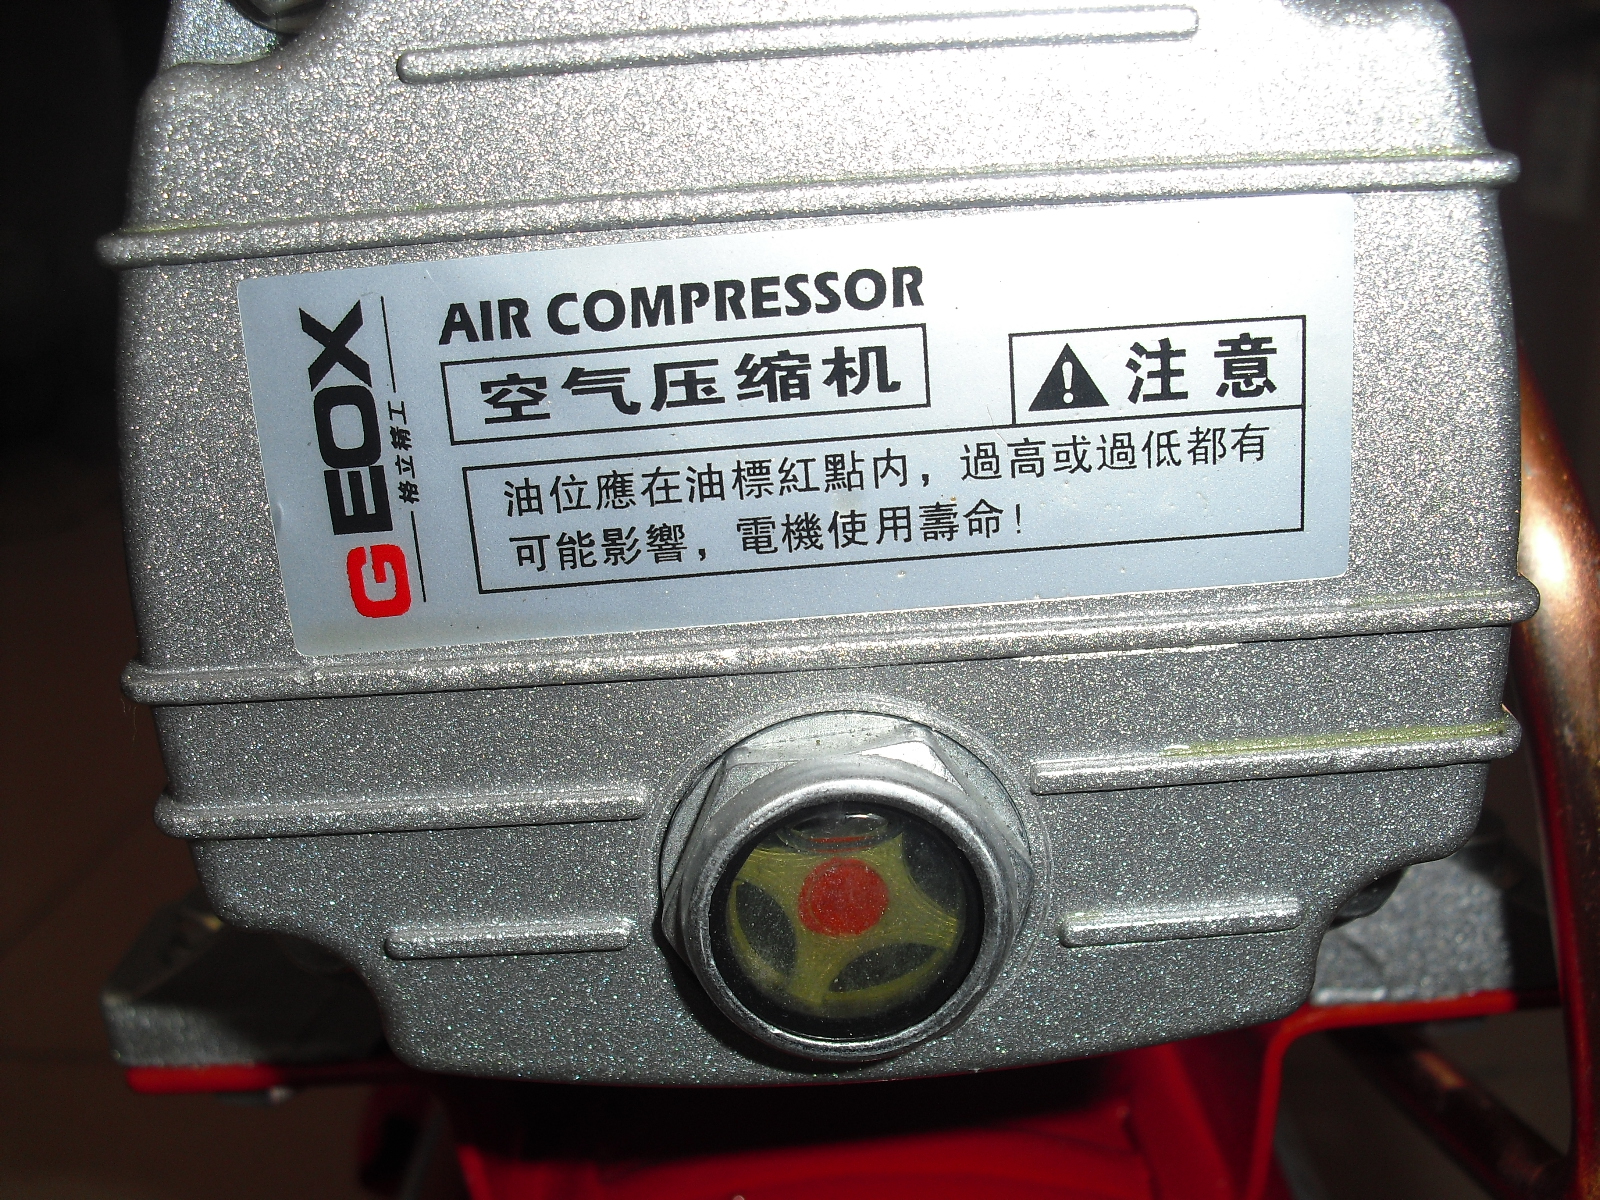 GEOX
格立精工
AIR COMPRESSOR
空气压缩机
注意
油位應在油標紅點内，過高或過低都有
可能影響，電機使用壽命！